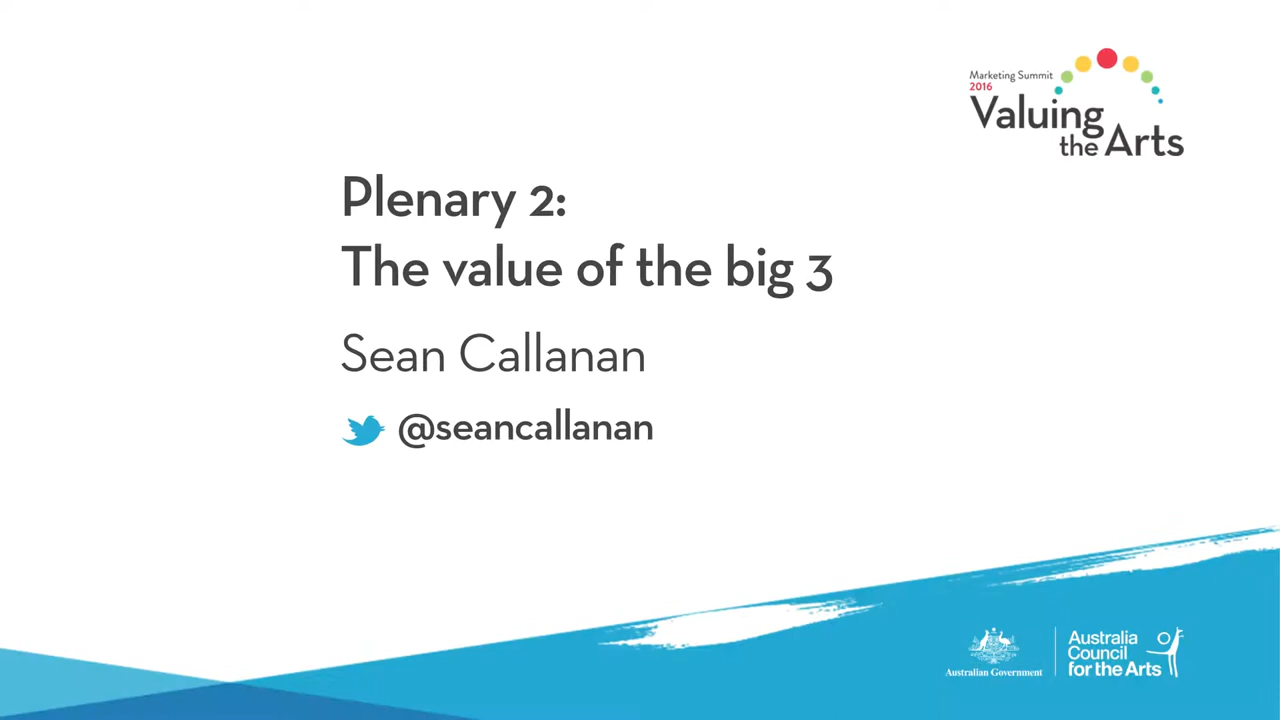 Marketing Summit
2016
Valuing
the Arts
Plenary 2:
The value of the big 3
Sean Callanan
@seancallanan
Australian Government
Australia
Council
for the Arts